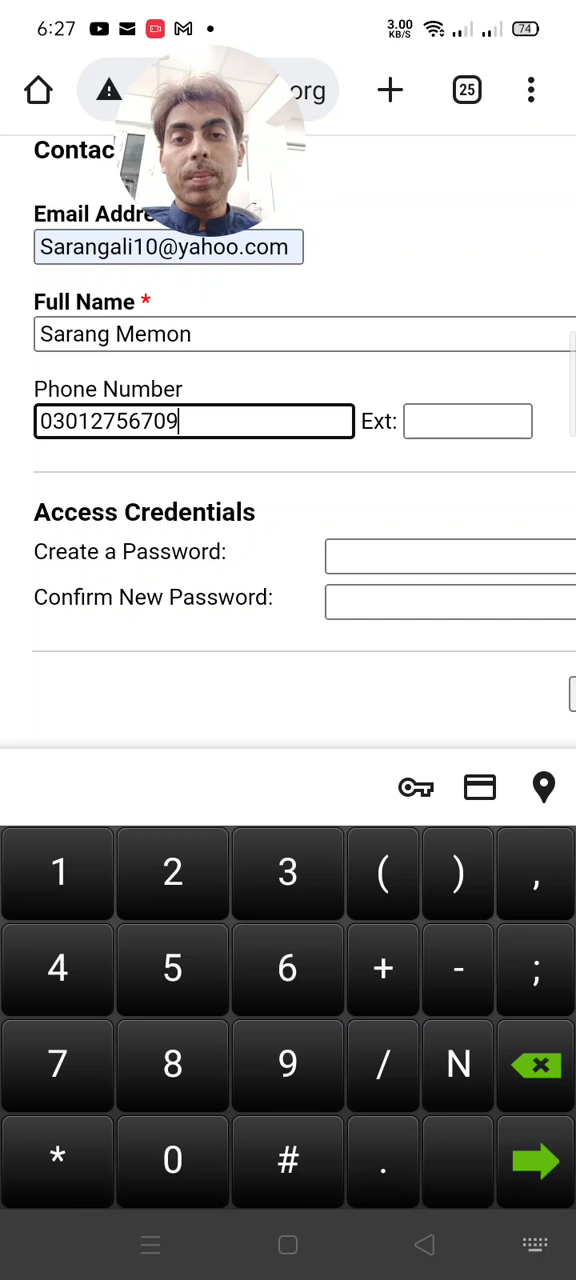 6:27 3.00 KB/S 74
org + 25
Contac
Email Addre
Sarangali10@yahoo.com
Full Name *
Sarang Memon
Phone Number
03012756709 Ext:
Access Credentials
Create a Password:
Confirm New Password:
1 2 3 ( ) ,
4 5 6 + - ;
7 8 9 / N
* 0 # .